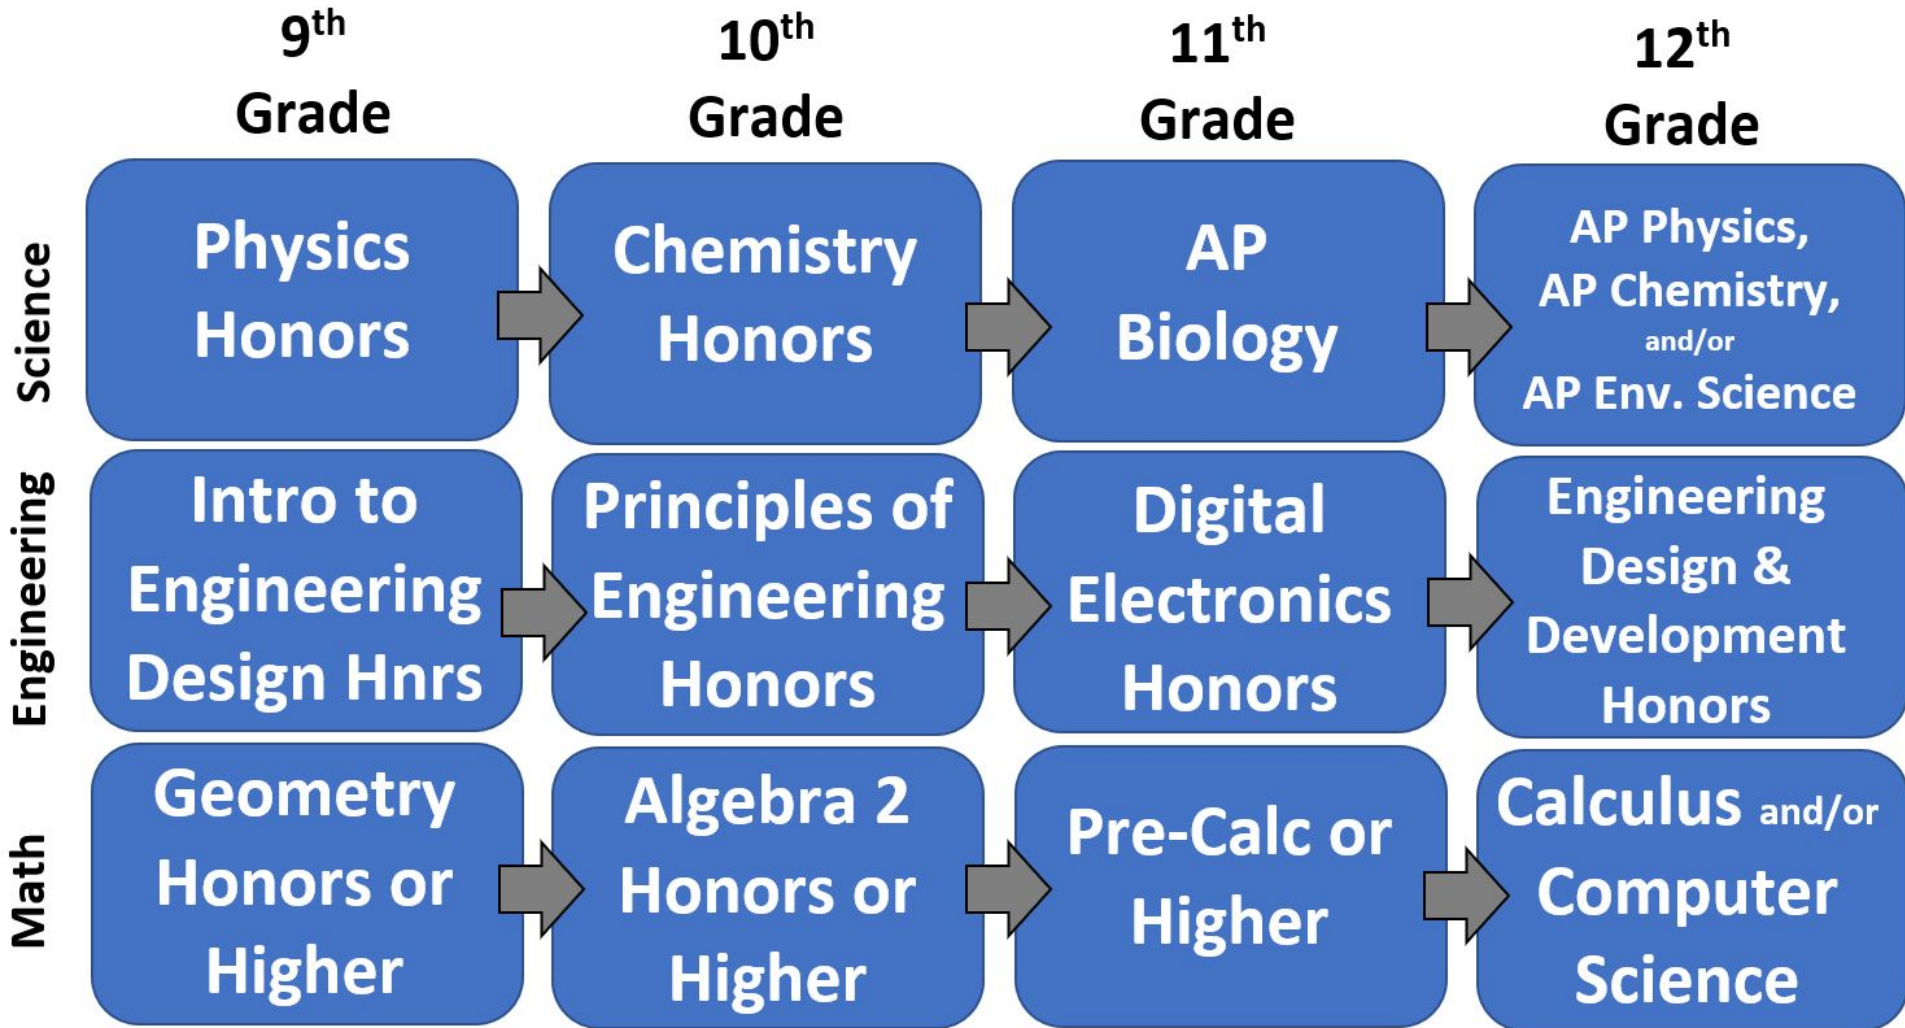 9th
Grade
10th
Grade
11th
Grade
12th
Grade
Science
Physics
Honors
Chemistry
Honors
AP
Biology
AP Physics,
AP Chemistry,
and/or
AP Env. Science
Engineering
Intro to
Engineering
Design Hnrs
Principles of
Engineering
Honors
Digital
Electronics
Honors
Engineering
Design &
Development
Honors
Math
Geometry
Honors or
Higher
Algebra 2
Honors or
Higher
Pre-Calc or
Higher
Calculus and/or
Computer
Science